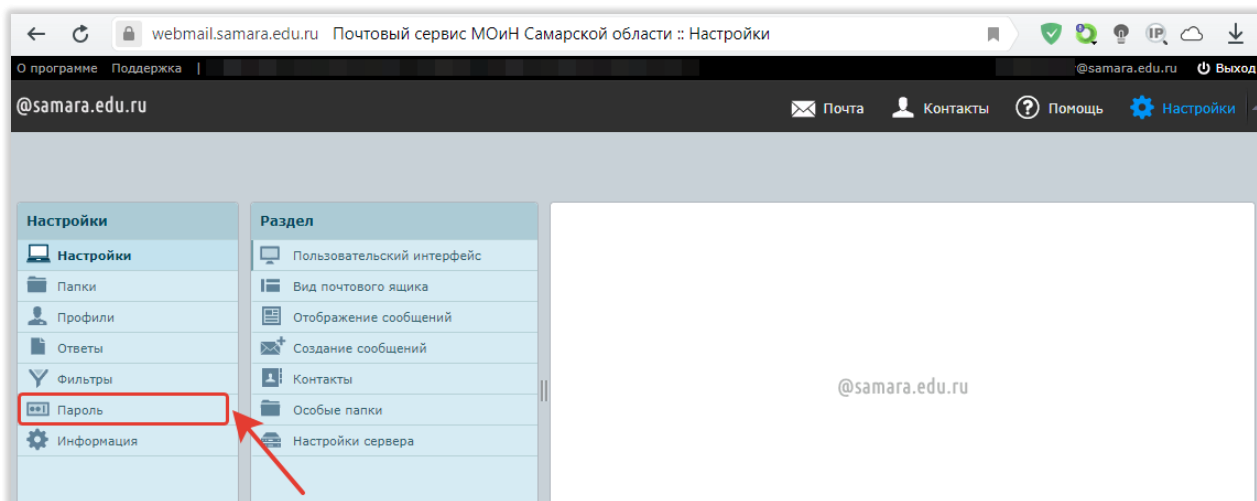 webmail.samara.edu.ru Почтовый сервис МОиН Самарской области :: Настройки
IP
О программе Поддержка | @samara.edu.ru Выход
@samara.edu.ru Почта Контакты Помощь Настройки
Настройки
Настройки
Папки
Профили
Ответы
Фильтры
Пароль
Информация
Раздел
Пользовательский интерфейс
Вид почтового ящика
Отображение сообщений
Создание сообщений
Контакты
Особые папки
Настройки сервера
@samara.edu.ru